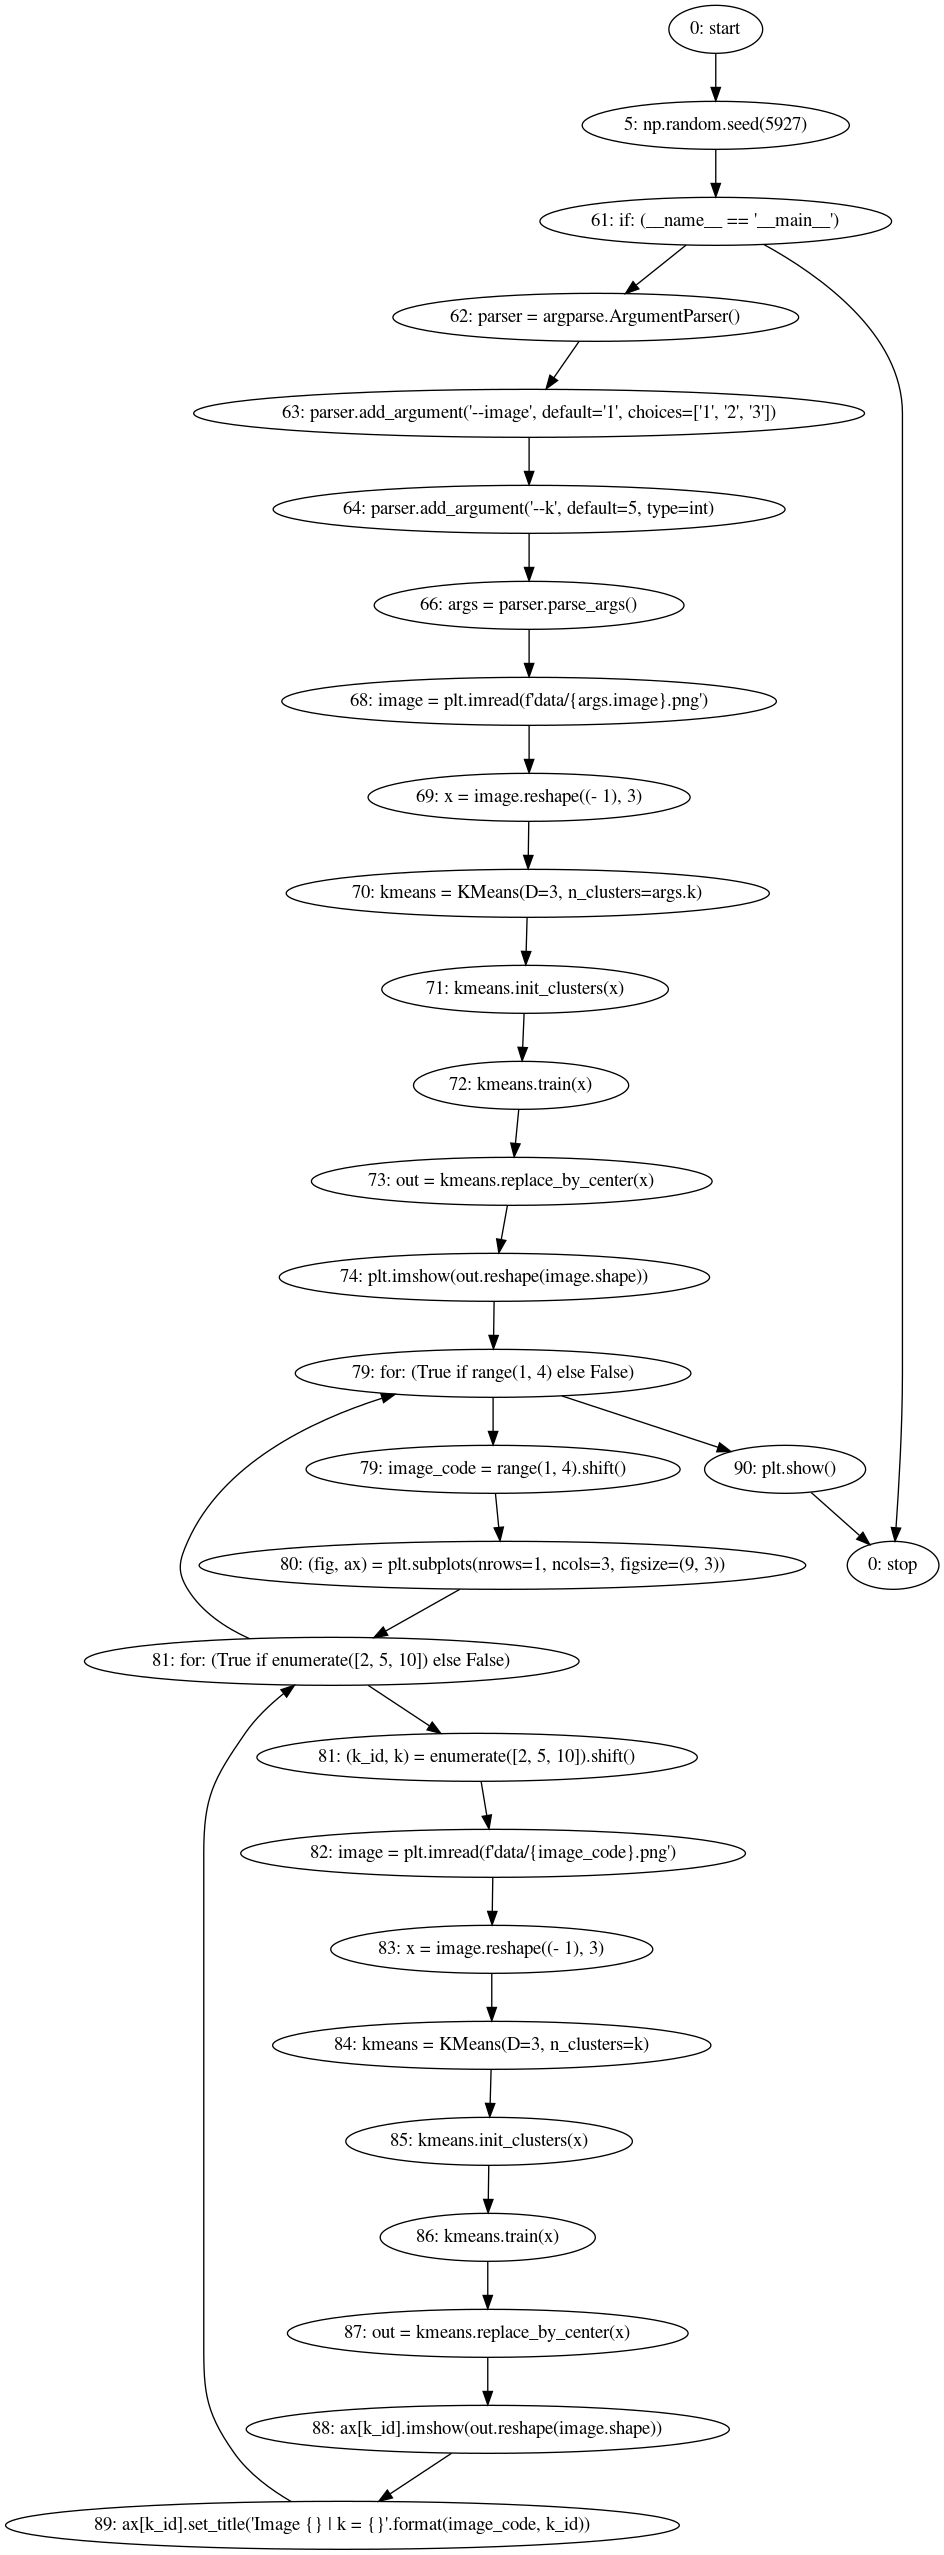 0: start
5: np.random.seed(5927)
61: if: (__name__ == '__main__')
62: parser = argparse.ArgumentParser()
63: parser.add_argument('--image', default='1', choices=['1', '2', '3'])
64: parser.add_argument('--k', default=5, type=int)
66: args = parser.parse_args()
68: image = plt.imread(f'data/{args.image}.png')
69: x = image.reshape((- 1), 3)
70: kmeans = KMeans(D=3, n_clusters=args.k)
71: kmeans.init_clusters(x)
72: kmeans.train(x)
73: out = kmeans.replace_by_center(x)
74: plt.imshow(out.reshape(image.shape))
79: for: (True if range(1, 4) else False)
79: image_code = range(1, 4).shift()
90: plt.show()
80: (fig, ax) = plt.subplots(nrows=1, ncols=3, figsize=(9, 3))
0: stop
81: for: (True if enumerate([2, 5, 10]) else False)
81: (k_id, k) = enumerate([2, 5, 10]).shift()
82: image = plt.imread(f'data/{image_code}.png')
83: x = image.reshape((- 1), 3)
84: kmeans = KMeans(D=3, n_clusters=k)
85: kmeans.init_clusters(x)
86: kmeans.train(x)
87: out = kmeans.replace_by_center(x)
88: ax[k_id].imshow(out.reshape(image.shape))
89: ax[k_id].set_title('Image {} | k = {}'.format(image_code, k_id))